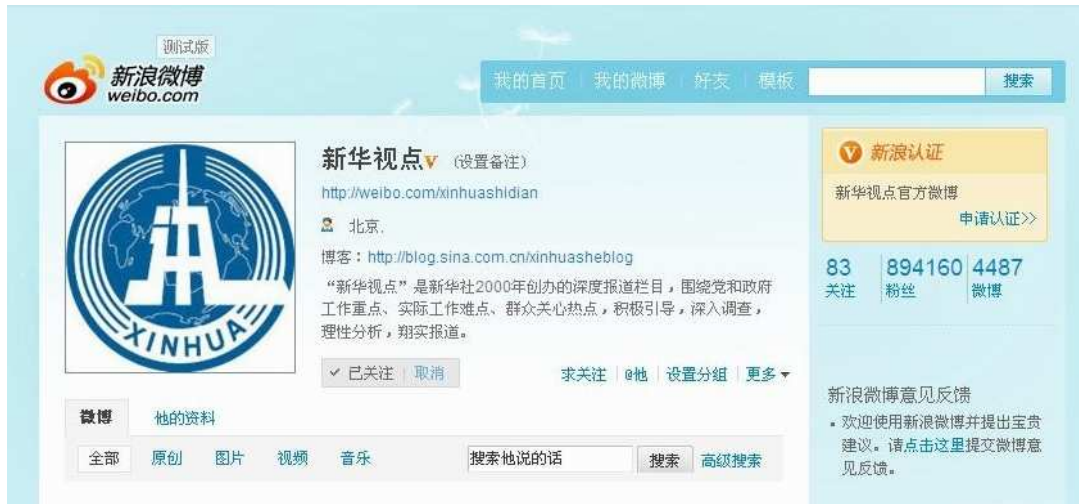 测试版
新浪微博
weibo.com
我的首页 我的微博 好友 模板 搜索
XINHUA
新华视点V (设置备注)
http://weibo.com/xinhuashidian
北京.
博客：http://blog.sina.com.cn/xinhuasheblog
“新华视点”是新华社2000年创办的深度报道栏目，围绕党和政府
工作重点、实际工作难点、群众关心热点，积极引导，深入调查，
理性分析，翔实报道。
已关注 取消 求关注 @他 设置分组 更多
微博 他的资料
全部 原创 图片 视频 音乐 搜索他说的话 搜索 高级搜索
V 新浪认证
新华视点官方微博
申请认证>>
83 894160 4487
关注 粉丝 微博
新浪微博意见反馈
欢迎使用新浪微博并提出宝贵
建议。请点击这里提交微博意
见反馈。